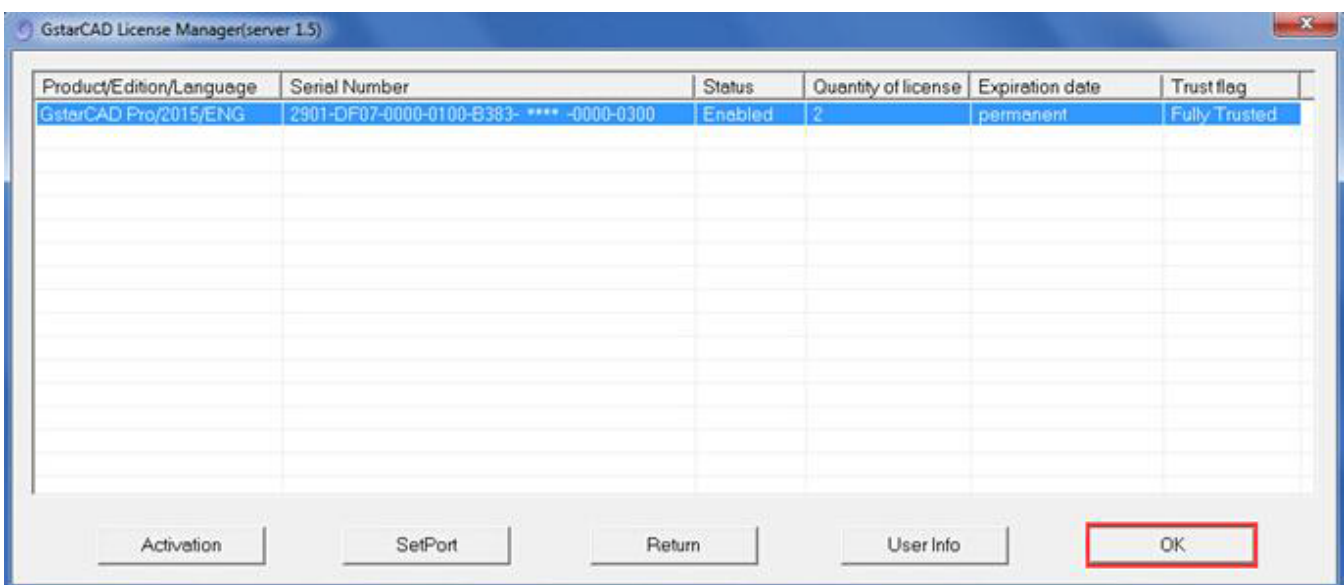 GstarCAD License Manager(server 1.5)
Product/Edition/Language Serial Number Status Quantity of license Expiration date Trust flag
GstarCAD Pro/2015/ENG 2901-DF07-0000-0100-B383- **** -0000-0300 Enabled 2 permanent Fully Trusted
Activation SetPort Return User Info OK